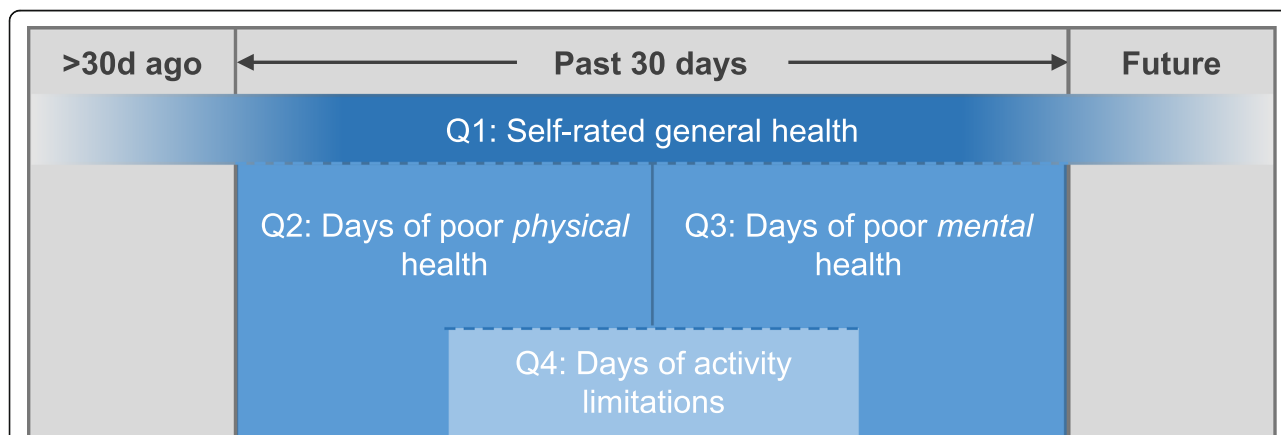 >30d ago
Past 30 days
Future
Q1: Self-rated general health
Q2: Days of poor physical
health
Q3: Days of poor mental
health
Q4: Days of activity
limitations